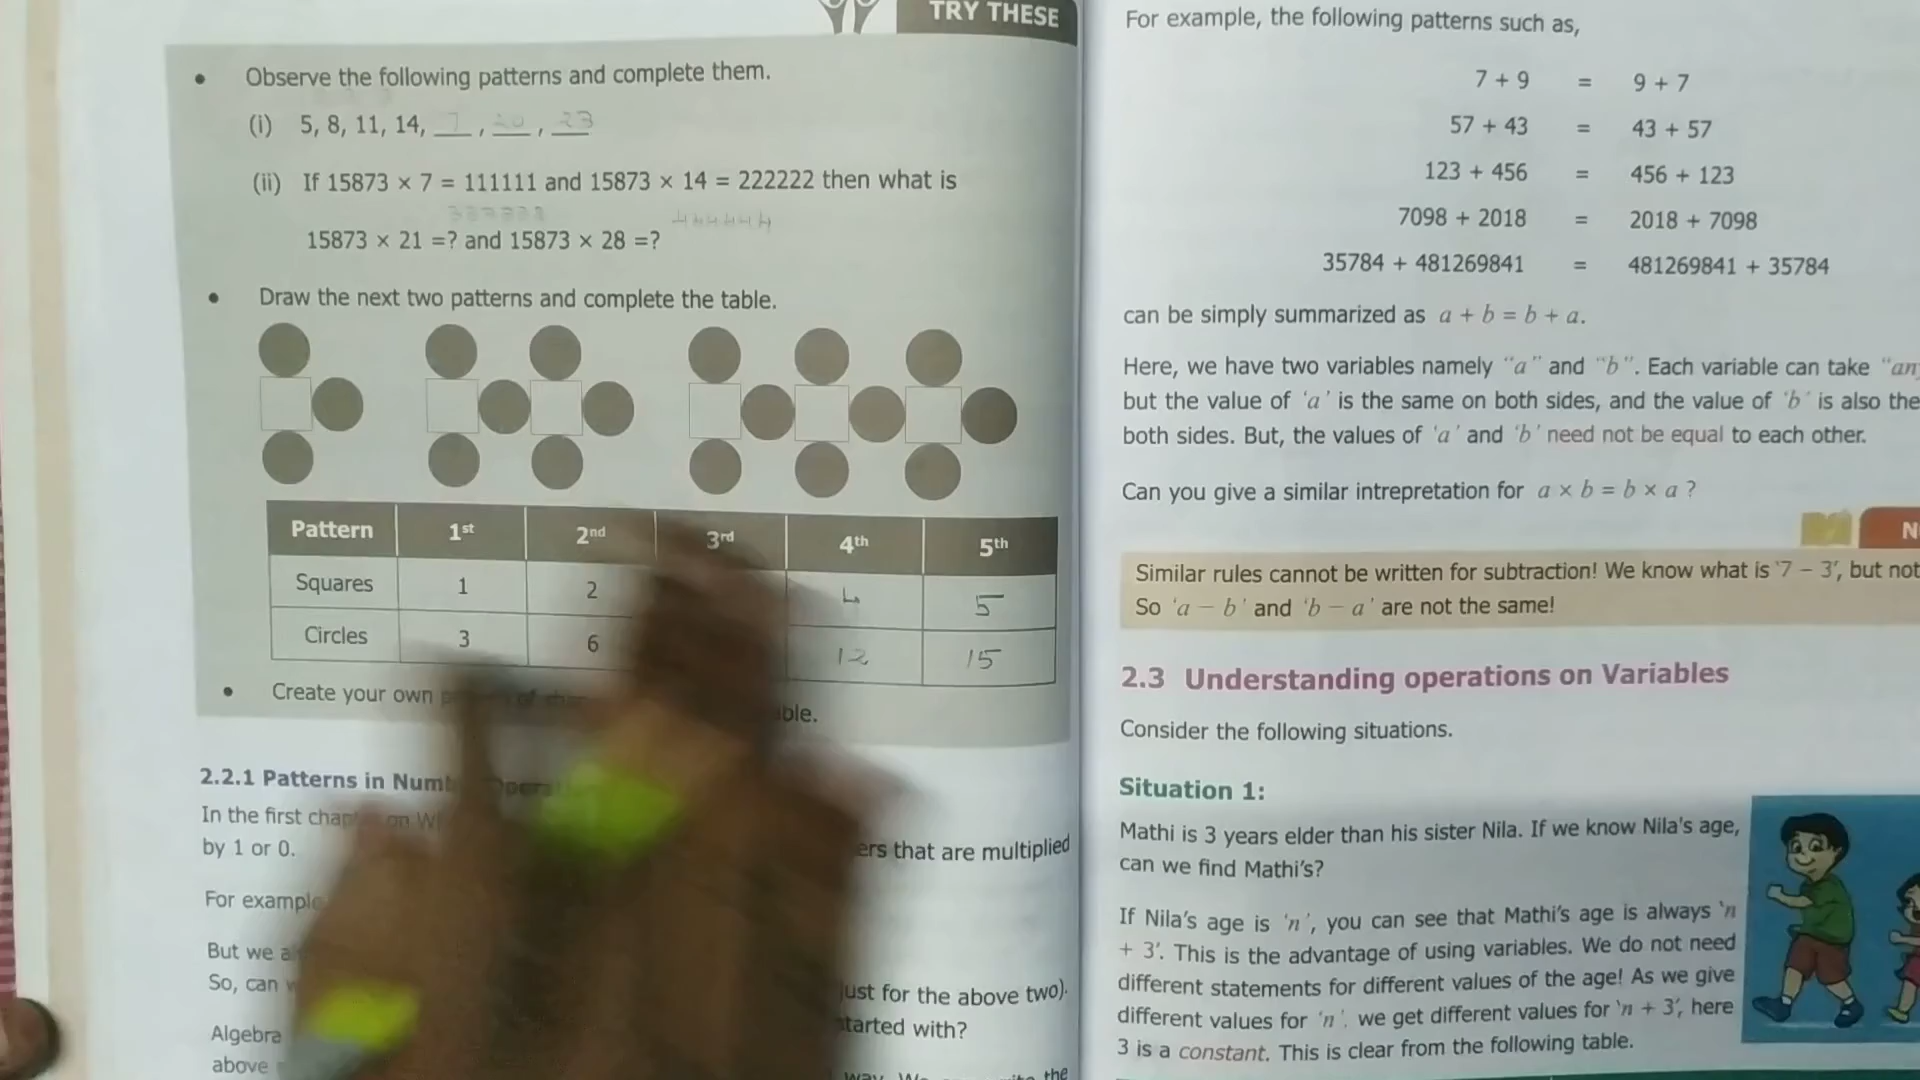 TRY THESE
• Observe the following patterns and complete them.
(i) 5, 8, 11, 14, 7, 20, 23
(ii) If 15873 × 7 = 111111 and 15873 × 14 = 222222 then what is
333333 444444
15873 × 21 =? and 15873 × 28 =?
• Draw the next two patterns and complete the table.
Pattern 1st 2nd 3rd 4th 5th
Squares 1 2 4 5
Circles 3 6 12 15
• Create your own
2.2.1 Patterns in
In the first
that are multiplied
by 1 or 0.
For
But we
So, can
just for the above two).
Algebra
started with?
above
the
For example, the following patterns such as,
7 + 9 = 9 + 7
57 + 43 = 43 + 57
123 + 456 = 456 + 123
7098 + 2018 = 2018 + 7098
35784 + 481269841 = 481269841 + 35784
can be simply summarized as a + b = b + a.
Here, we have two variables namely "a" and "b". Each variable can take
but the value of 'a' is the same on both sides, and the value of 'b' is also the
both sides. But, the values of 'a' and 'b' need not be equal to each other.
Can you give a similar intrepretation for a × b = b × a ?
Similar rules cannot be written for subtraction! We know what is '7 − 3', but not
So 'a − b' and 'b − a' are not the same!
2.3 Understanding operations on Variables
Consider the following situations.
Situation 1:
Mathi is 3 years elder than his sister Nila. If we know Nila's age,
can we find Mathi's?
If Nila's age is 'n', you can see that Mathi's age is always 'n
+ 3'. This is the advantage of using variables. We do not need
different statements for different values of the age! As we give
different values for 'n', we get different values for 'n + 3', here
3 is a constant. This is clear from the following table.